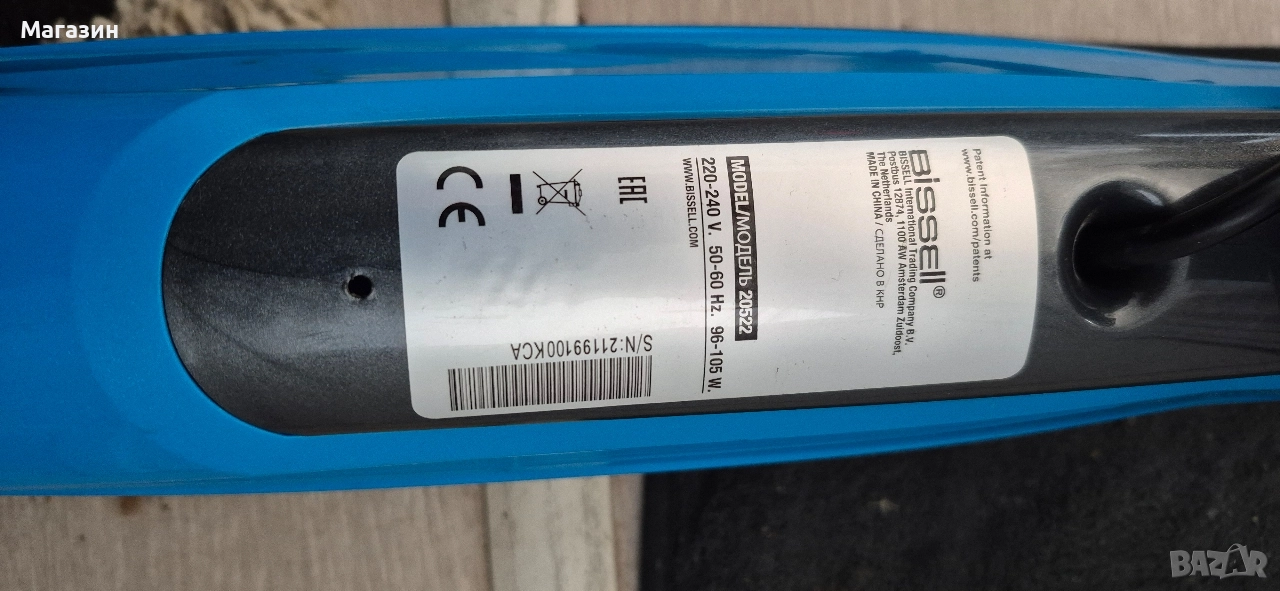 Магазин
Patent Information at
www.bissell.com/patents
BISSELL®
BISSELL International Trading Company B.V.
Postbus 12874, 1100 AW Amsterdam Zuidoost,
The Netherlands
MADE IN CHINA / СДЕЛАНО В КНР
MODEL/МОДЕЛЬ 20522
220-240 V. 50-60 Hz. 96-105 W.
WWW.BISSELL.COM
EAC
CE
S/N:211991000KCA
BAZAR